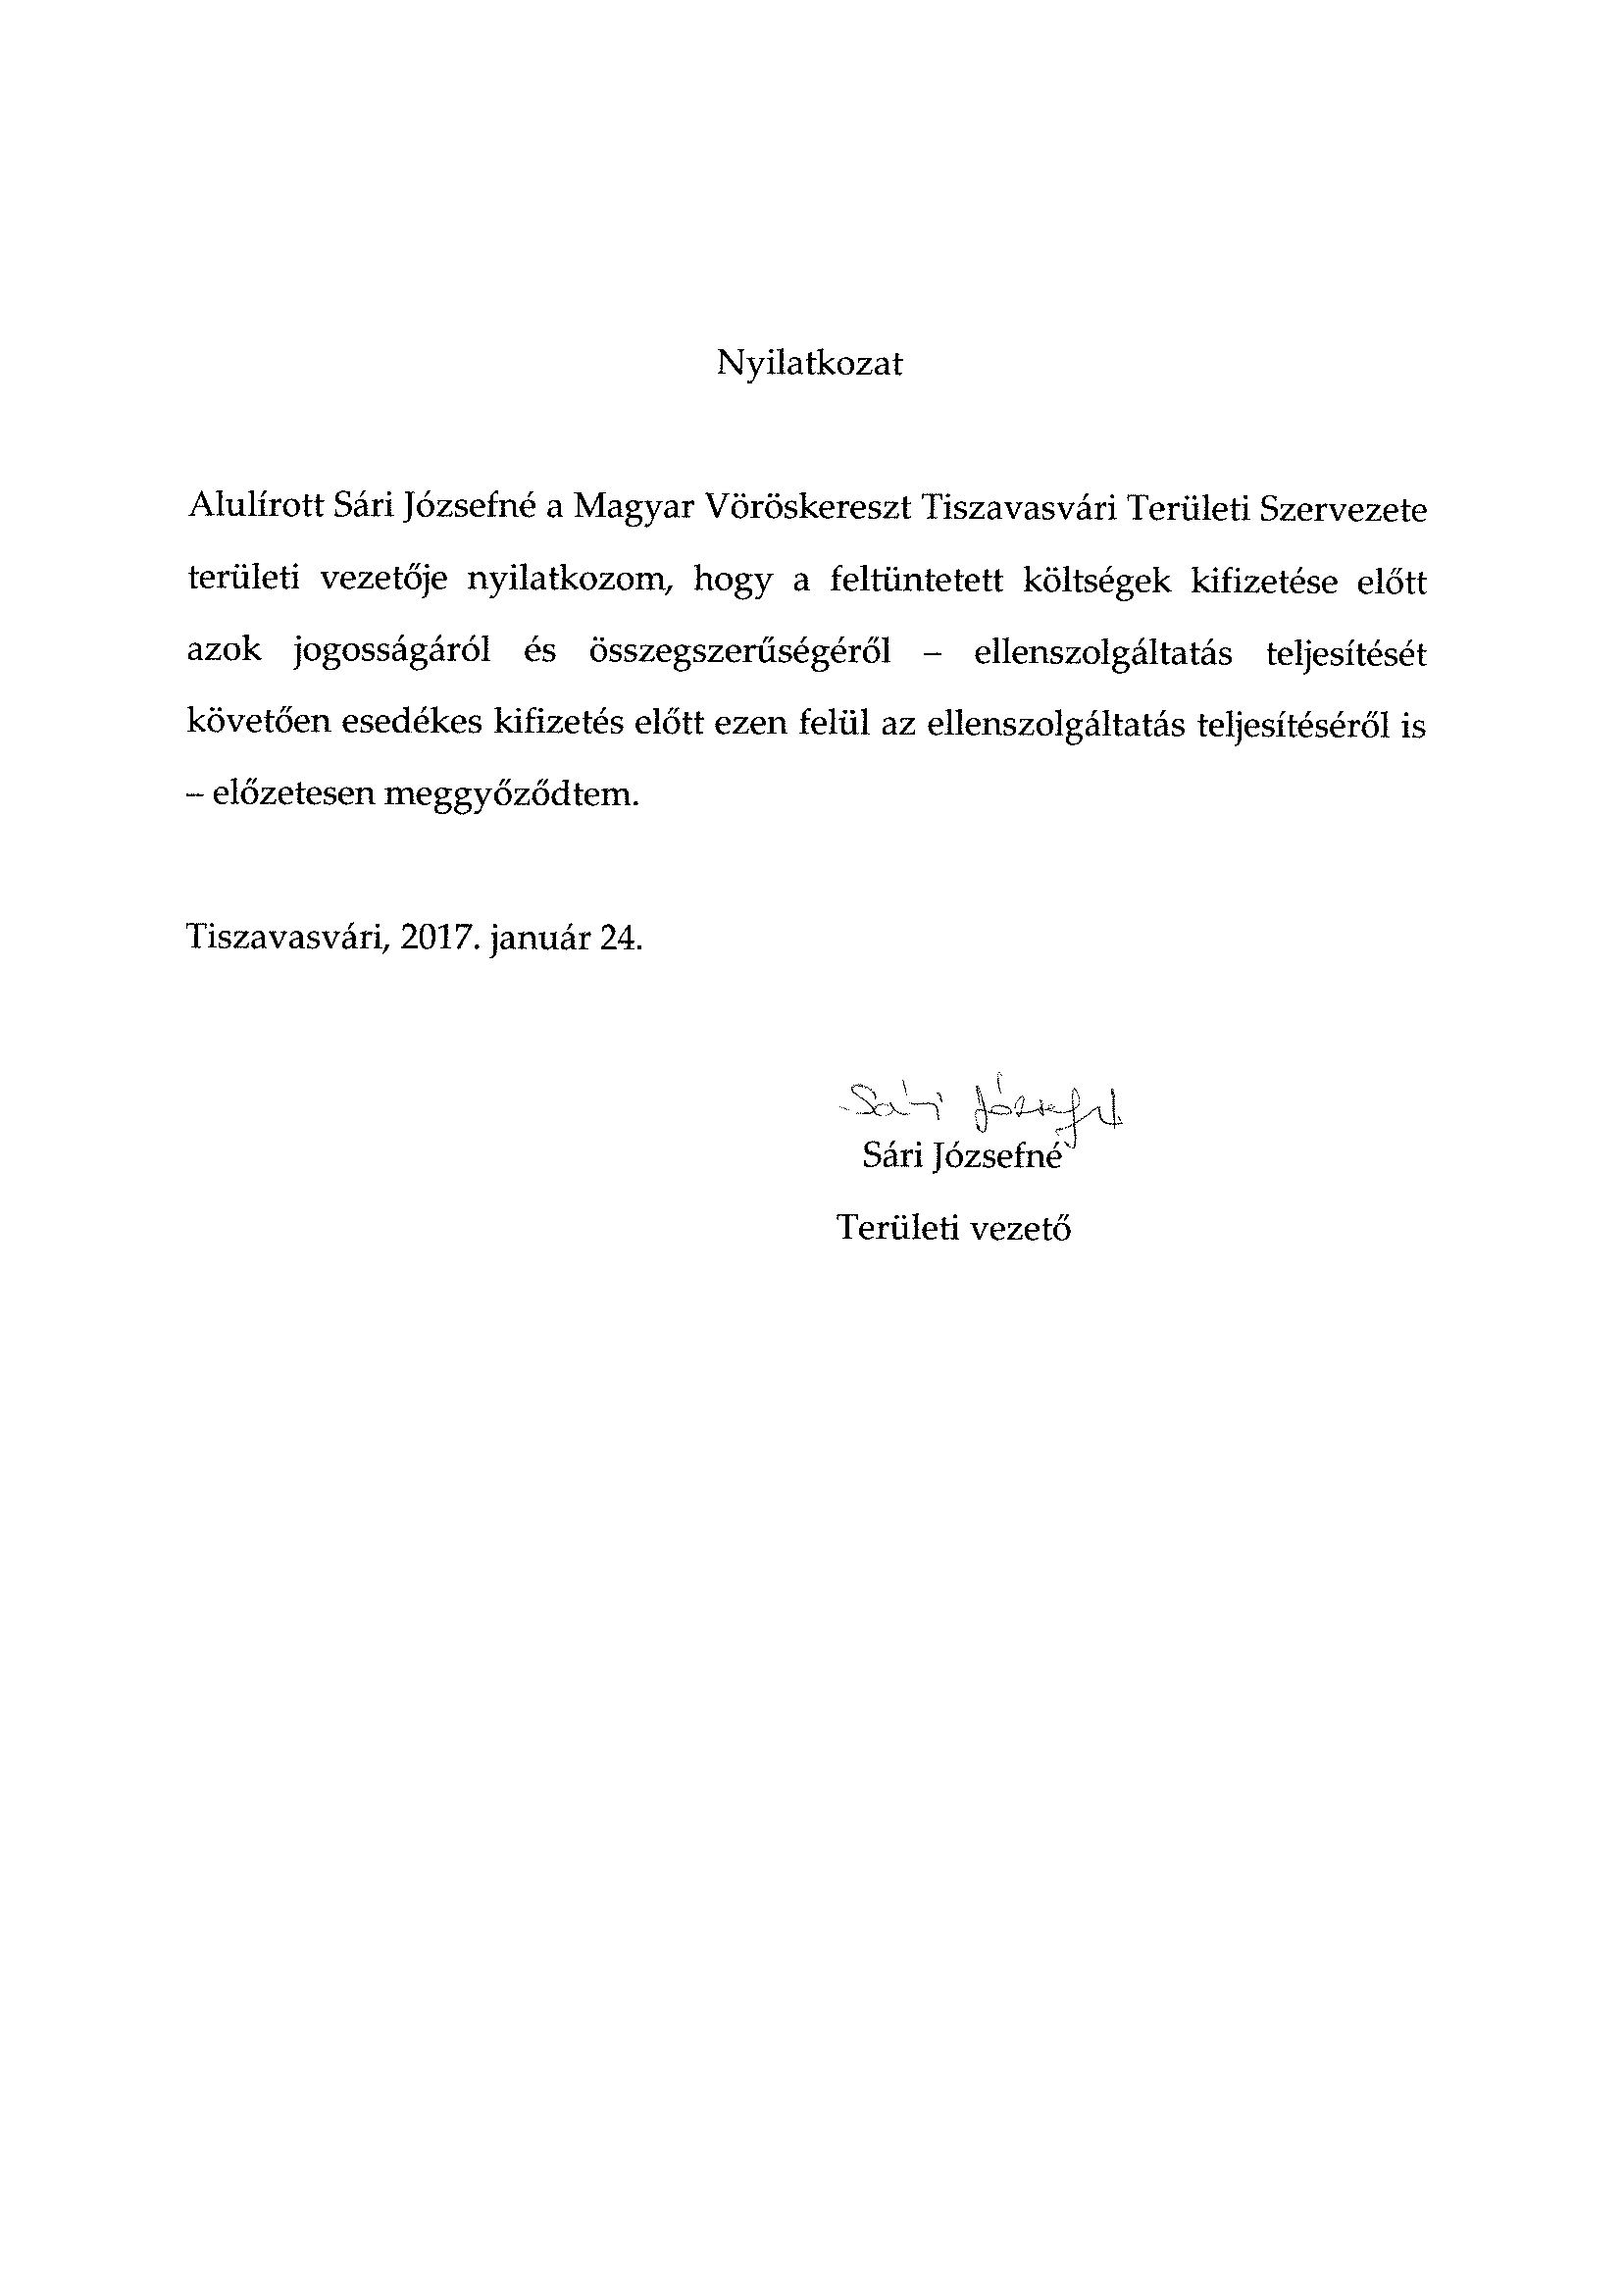 Nyilatkozat
Alulírott Sári Józsefné a Magyar Vöröskereszt Tiszavasvári Területi Szervezete
területi vezetője nyilatkozom, hogy a feltüntetett költségek kifizetése előtt
azok jogosságáról és összegszerűségéről – ellenszolgáltatás teljesítését
követően esedékes kifizetés előtt ezen felül az ellenszolgáltatás teljesítéséről is
– előzetesen meggyőződtem.
Tiszavasvári, 2017. január 24.
Sári Józsefné
Sári Józsefné
Területi vezető